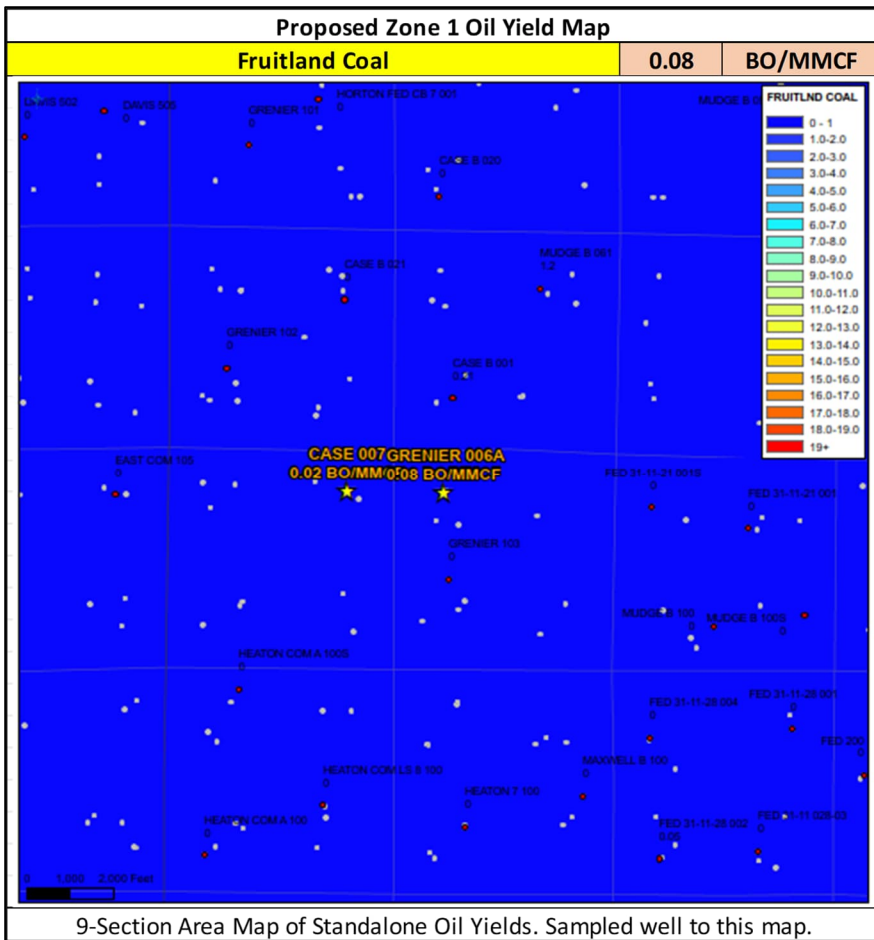 Proposed Zone 1 Oil Yield Map
Fruitland Coal 0.08 BO/MMCF
DAVIS 502
0
DAVIS 505
0
GRENIER 101
0
HORTON FED CB 7 001
0
MUDGE B
CASE B 020
0
FRUITLND COAL
0 - 1
1.0-2.0
2.0-3.0
3.0-4.0
4.0-5.0
5.0-6.0
6.0-7.0
7.0-8.0
8.0-9.0
9.0-10.0
10.0-11.0
11.0-12.0
12.0-13.0
13.0-14.0
14.0-15.0
15.0-16.0
16.0-17.0
17.0-18.0
18.0-19.0
19+
CASE B 021
MUDGE B 081
1.2
GRENIER 102
0
CASE B 001
CASE 007 GRENIER 006A
0.02 BO/MM 0.08 BO/MMCF
EAST COM 105
0
FED 31-11-21 001S
0
FED 31-11-21 001
0
GRENIER 103
0
MUDGE B 100
0
MUDGE B 100S
0
HEATON COM A 100S
0
FED 31-11-28 004
0
FED 31-11-28 001
0
FED 200
0
HEATON COM LS 8 100
0
HEATON 7 100
0
MAXWELL B 100
0
HEATON COM A 100
0
FED 31-11-28 002
0.05
FED 31-11 028-03
0
0 1,000 2,000 Feet
9-Section Area Map of Standalone Oil Yields. Sampled well to this map.